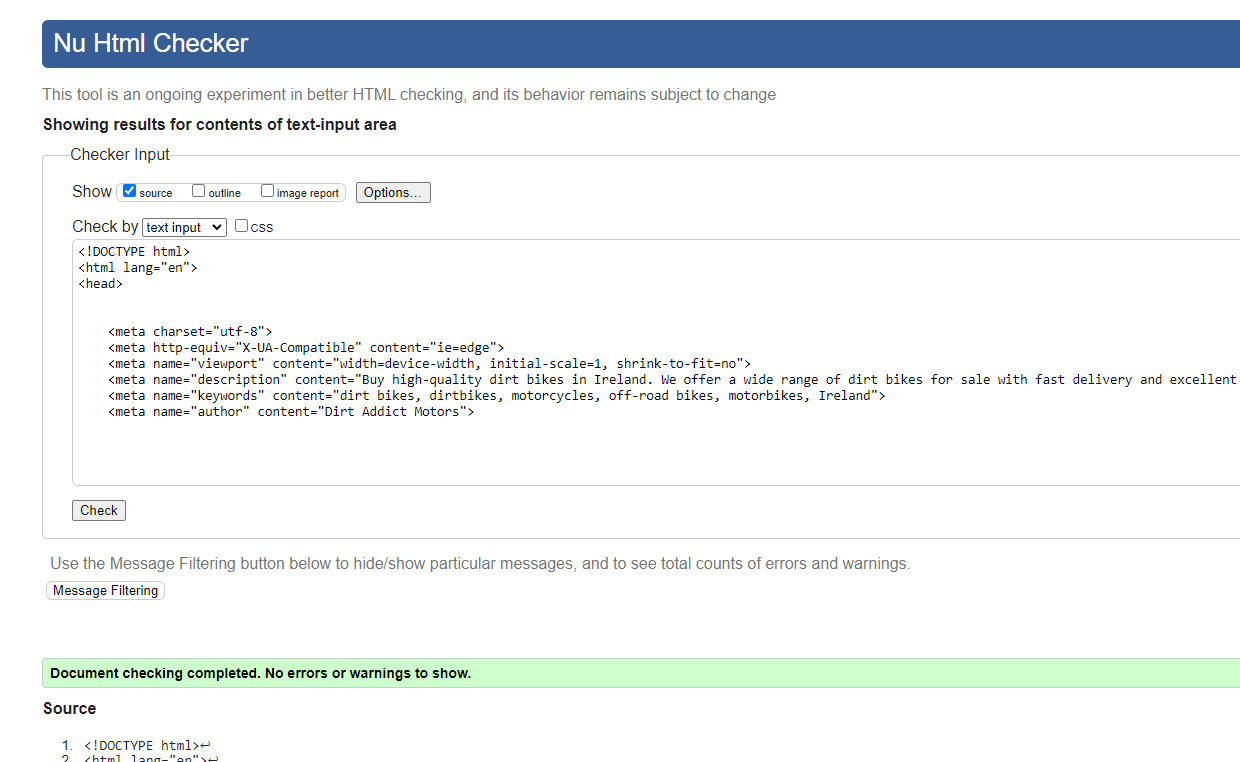 Nu Html Checker
This tool is an ongoing experiment in better HTML checking, and its behavior remains subject to change
Showing results for contents of text-input area
Checker Input
Show source outline image report Options...
Check by text input css
<!DOCTYPE html>
<html lang="en">
<head>
<meta charset="utf-8">
<meta http-equiv="X-UA-Compatible" content="ie=edge">
<meta name="viewport" content="width=device-width, initial-scale=1, shrink-to-fit=no">
<meta name="description" content="Buy high-quality dirt bikes in Ireland. We offer a wide range of dirt bikes for sale with fast delivery and excellent
<meta name="keywords" content="dirt bikes, dirtbikes, motorcycles, off-road bikes, motorbikes, Ireland">
<meta name="author" content="Dirt Addict Motors">
Check
Use the Message Filtering button below to hide/show particular messages, and to see total counts of errors and warnings.
Message Filtering
Document checking completed. No errors or warnings to show.
Source
1. <!DOCTYPE html>↩
2. <html lang="en">↩